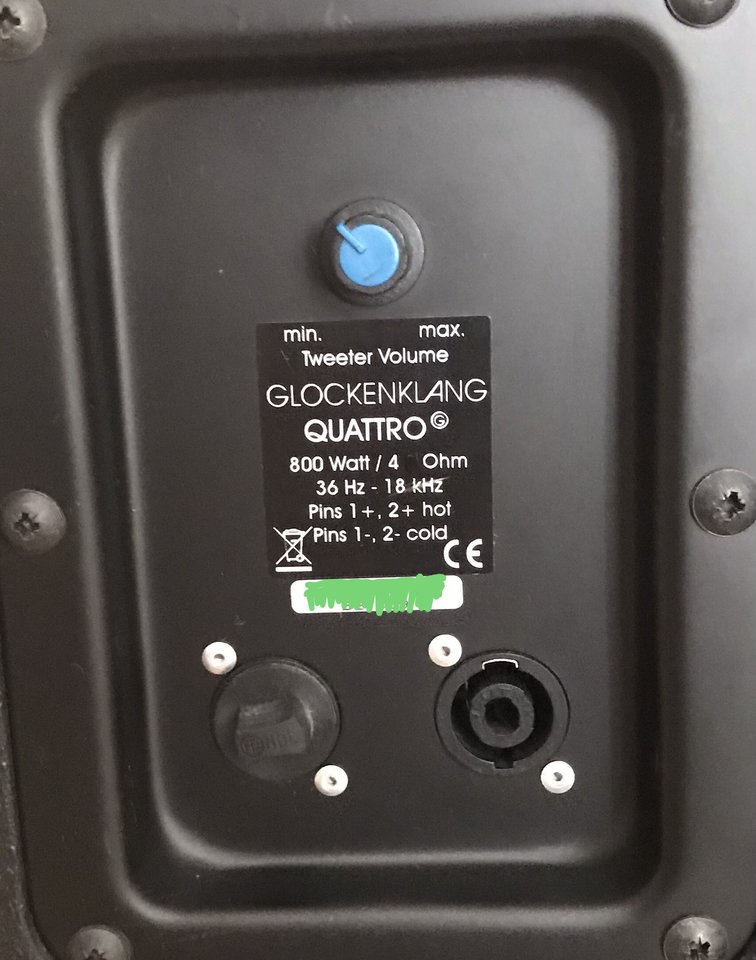 min. max.
Tweeter Volume
GLOCKENKLANG
QUATTRO G
800 Watt / 4 Ohm
36 Hz - 18 kHz
Pins 1+, 2+ hot
Pins 1-, 2- cold
CE